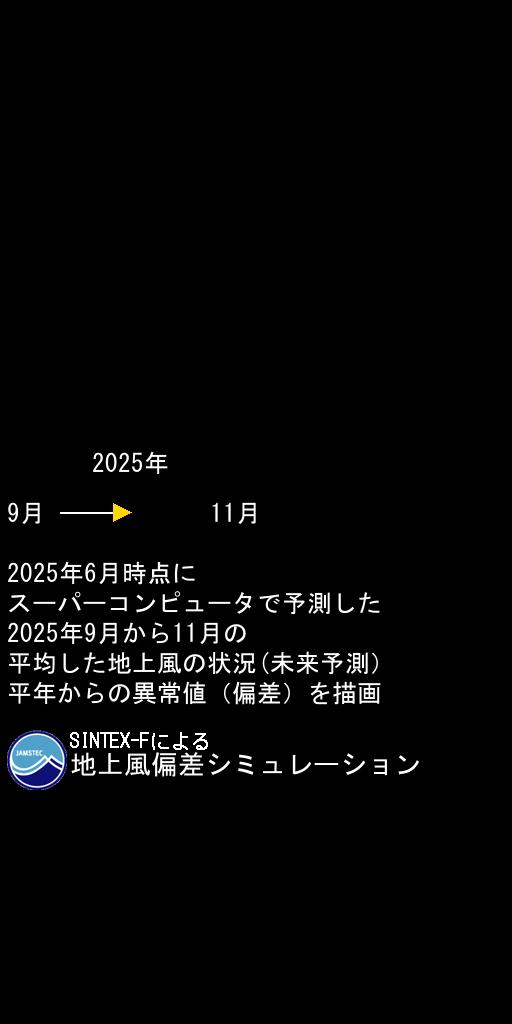 2025年
9月 11月
2025年6月時点に
スーパーコンピュータで予測した
2025年9月から11月の
平均した地上風の状況(未来予測)
平年からの異常値（偏差）を描画
SINTEX-Fによる
JAMSTEC
地上風偏差シミュレーション